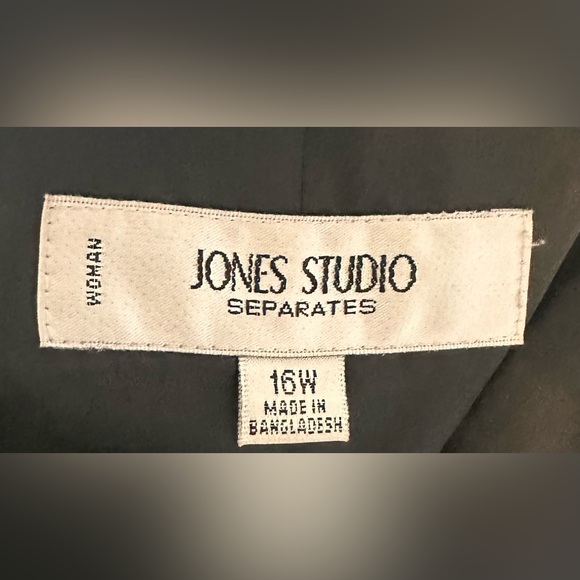 WOMAN
JONES STUDIO
SEPARATES
16W
MADE IN
BANGLADESH